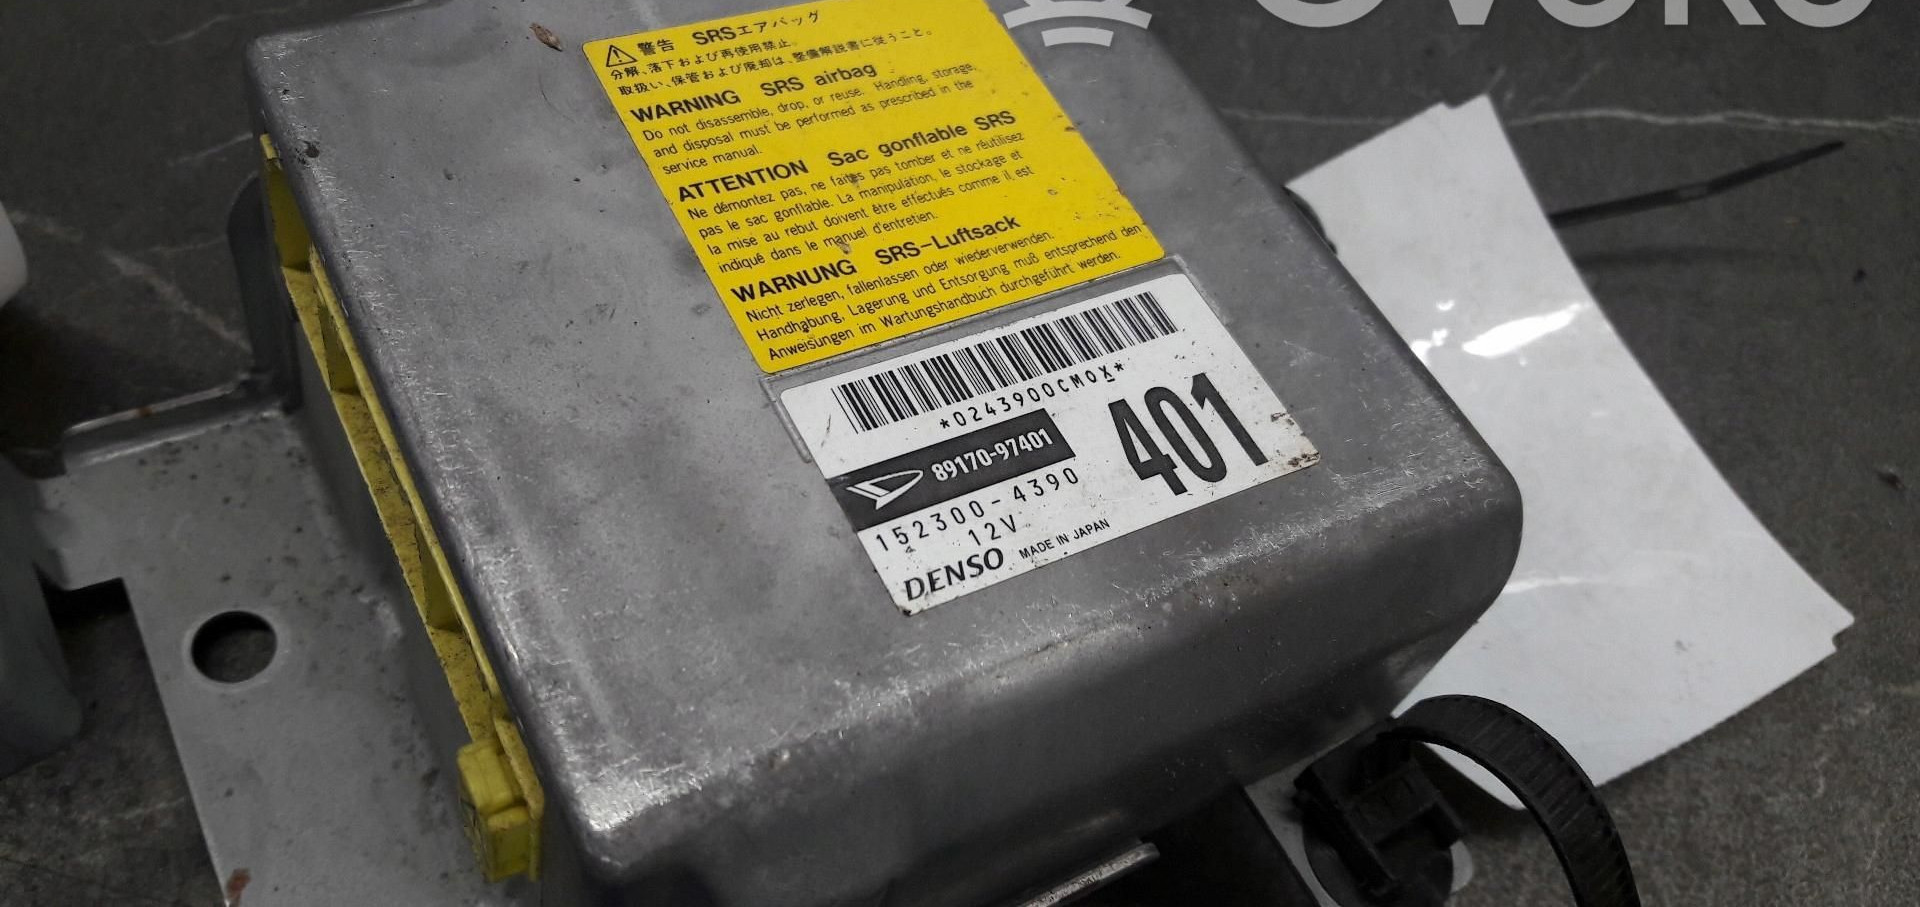 警告 SRSエアバッグ
分解、落下および再使用禁止。
取扱い、保管および廃却は、整備解説書に従うこと。
WARNING SRS airbag
Do not disassemble, drop, or reuse. Handling, storage,
and disposal must be performed as prescribed in the
service manual.
ATTENTION Sac gonflable SRS
Ne démontez pas, ne faites pas tomber et ne réutilisez
pas le sac gonflable. La manipulation, le stockage et
la mise au rebut doivent être effectués comme il est
indiqué dans le manuel d'entretien.
WARNUNG SRS-Luftsack
Nicht zerlegen, fallenlassen oder wiederverwenden.
Handhabung, Lagerung und Entsorgung muß entsprechend den
Anweisungen im Wartungshandbuch durchgeführt werden.
*0243900CM0X*
89170-97401
401
152300-4390
12V
DENSO MADE IN JAPAN